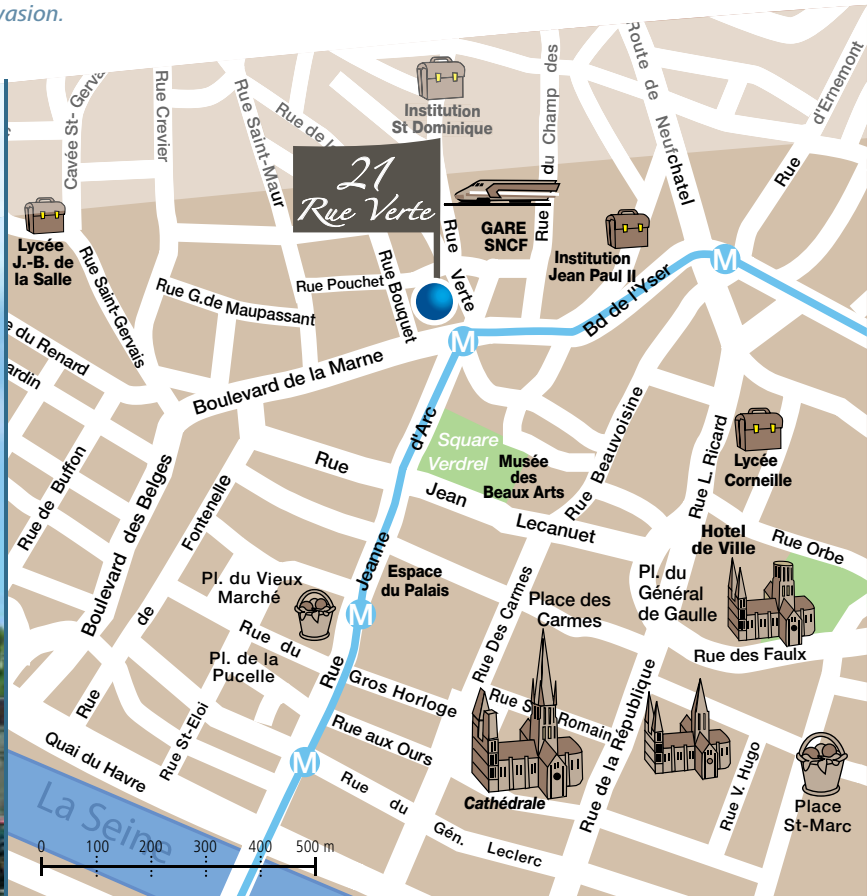 vasion.
Institution
St Dominique
Cavée St- Gerva
Rue Crevier
Rue Saint-Maur
Rue de l
Rue du Champ des
Route de Neufchatel
Rue d'Ernemont
21
Rue Verte
Lycée
J.-B. de
la Salle
Rue Saint-Gervais
GARE
SNCF
Rue Verte
Institution
Jean Paul II
M
Rue G.de Maupassant
Rue Pouchet
Rue Bouquet
Bd de l'Yser
M
e du Renard
ardin
Boulevard de la Marne
Square
Verdrel
Musée
des
Beaux Arts
Rue Beauvoisine
Rue L. Ricard
Lycée
Corneille
Rue de Buffon
Boulevard des Belges
Rue de Fontenelle
Rue Jean Lecanuet
Rue Jeanne d'Arc
Hotel
de Ville
Rue Orbe
Espace
du Palais
Pl. du Vieux
Marché
M
Rue Des Carmes
Place des
Carmes
Pl. du
Général
de Gaulle
Rue des Faulx
Pl. de la
Pucelle
Rue du Gros Horloge
Rue St-Eloi
Rue aux Ours
Rue S Romain
Rue de la République
Rue V. Hugo
Quai du Havre
M
Rue du Gén. Leclerc
Cathédrale
Place
St-Marc
La Seine
0 100 200 300 400 500 m